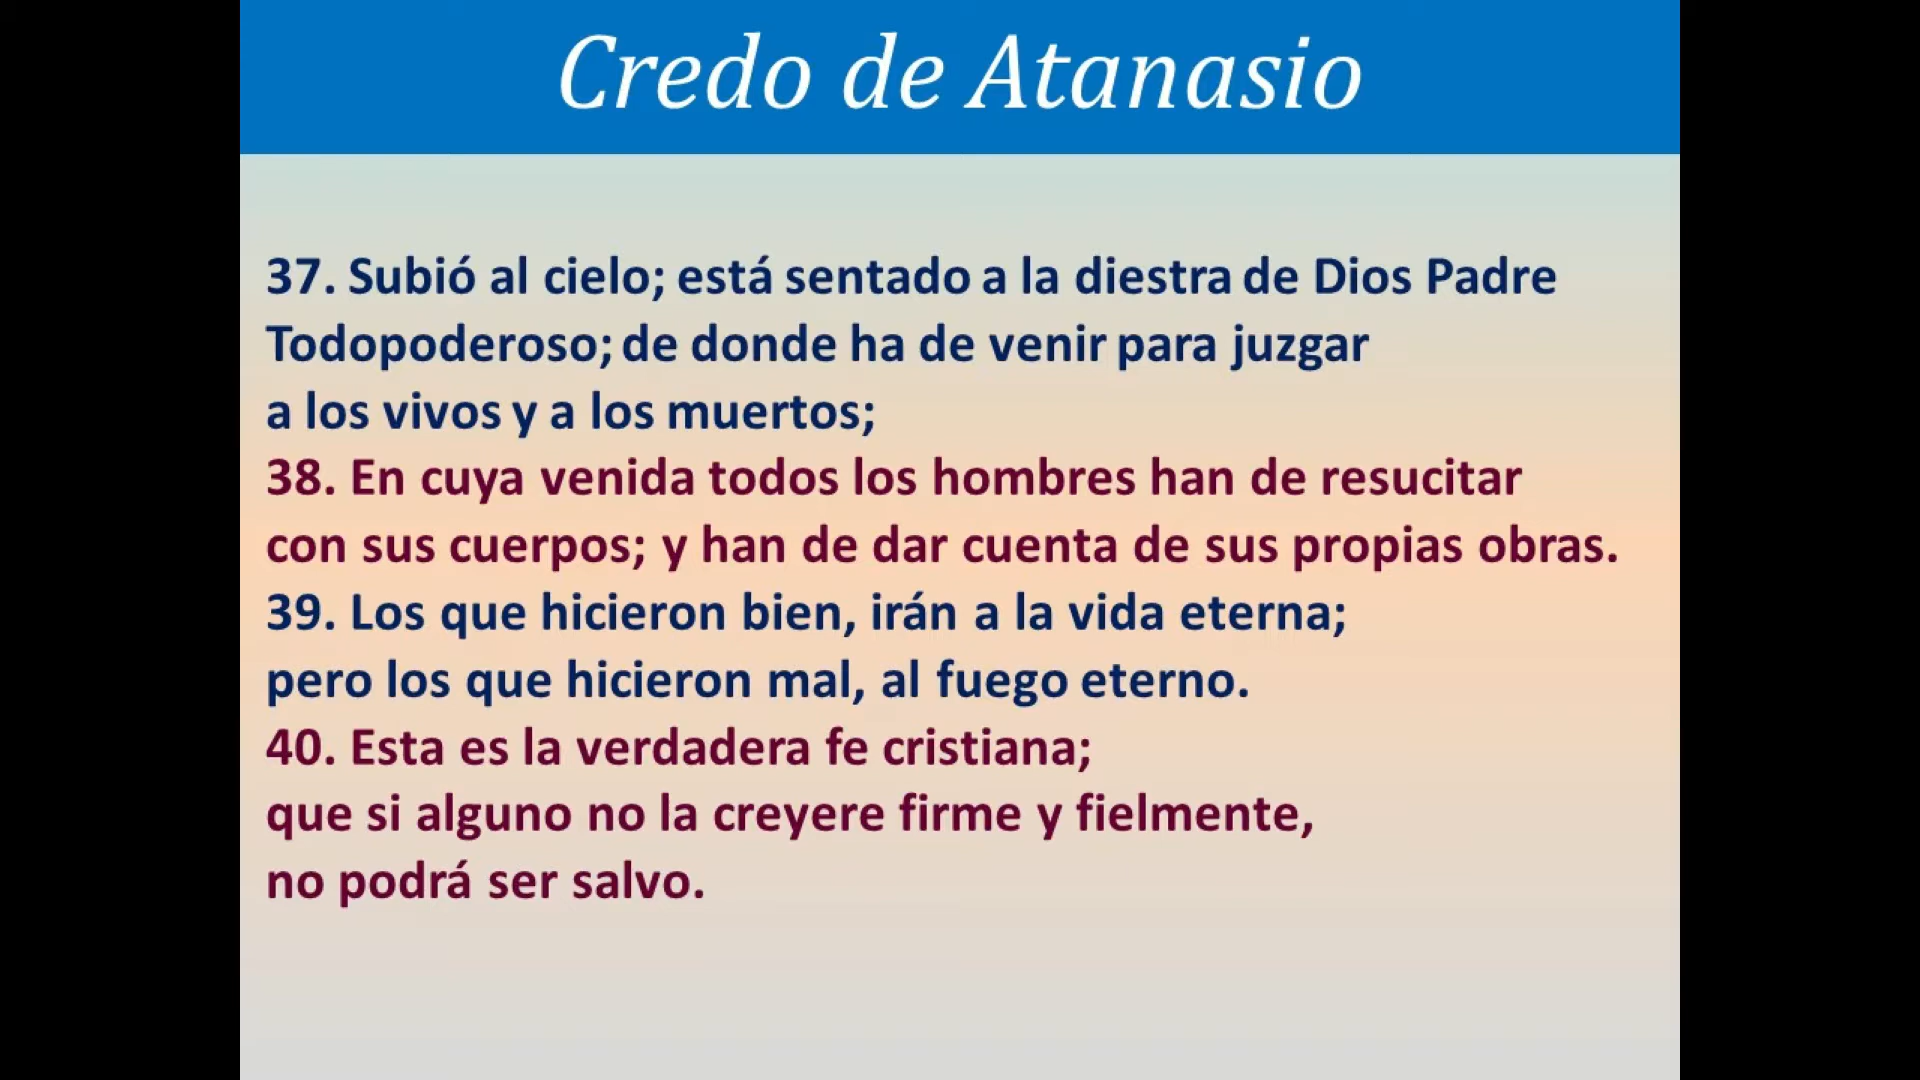 Credo de Atanasio
37. Subió al cielo; está sentado a la diestra de Dios Padre
Todopoderoso; de donde ha de venir para juzgar
a los vivos y a los muertos;
38. En cuya venida todos los hombres han de resucitar
con sus cuerpos; y han de dar cuenta de sus propias obras.
39. Los que hicieron bien, irán a la vida eterna;
pero los que hicieron mal, al fuego eterno.
40. Esta es la verdadera fe cristiana;
que si alguno no la creyere firme y fielmente,
no podrá ser salvo.